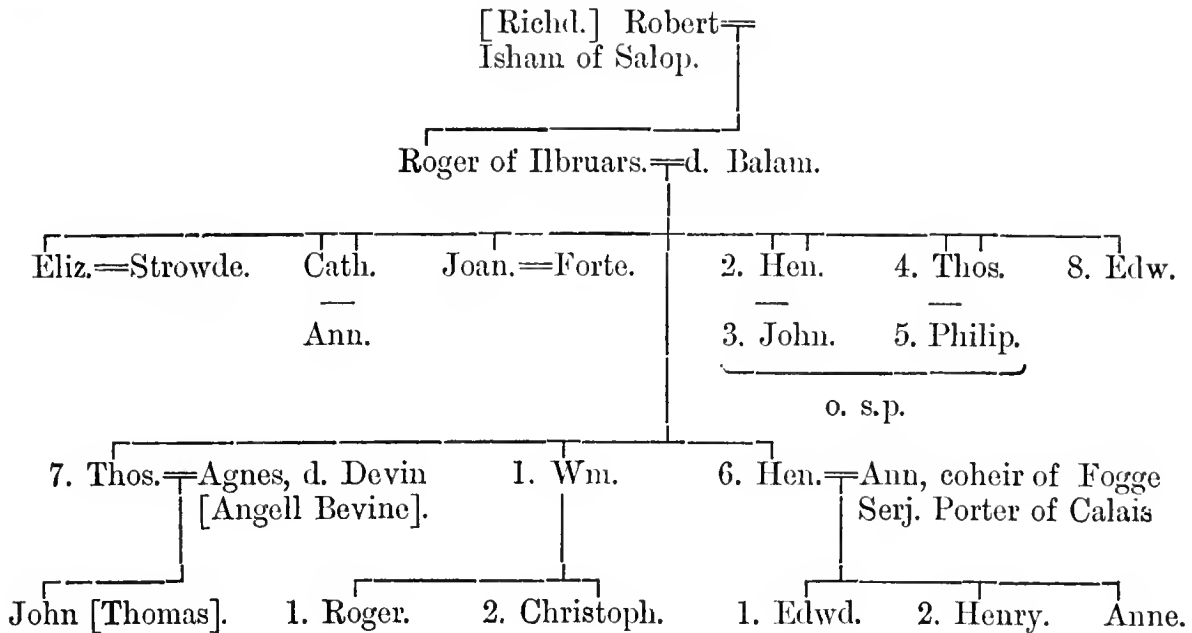 [Richd.] Robert=
Isham of Salop.
Roger of Ilbruars.=d. Balam.
Eliz.=Strowde. Cath. Joan.=Forte. 2. Hen. 4. Thos. 8. Edw.
Ann. 3. John. 5. Philip.
o. s.p.
7. Thos.=Agnes, d. Devin 1. Wm. 6. Hen.=Ann, coheir of Fogge
[Angell Bevine]. Serj. Porter of Calais
John [Thomas]. 1. Roger. 2. Christoph. 1. Edwd. 2. Henry. Anne.